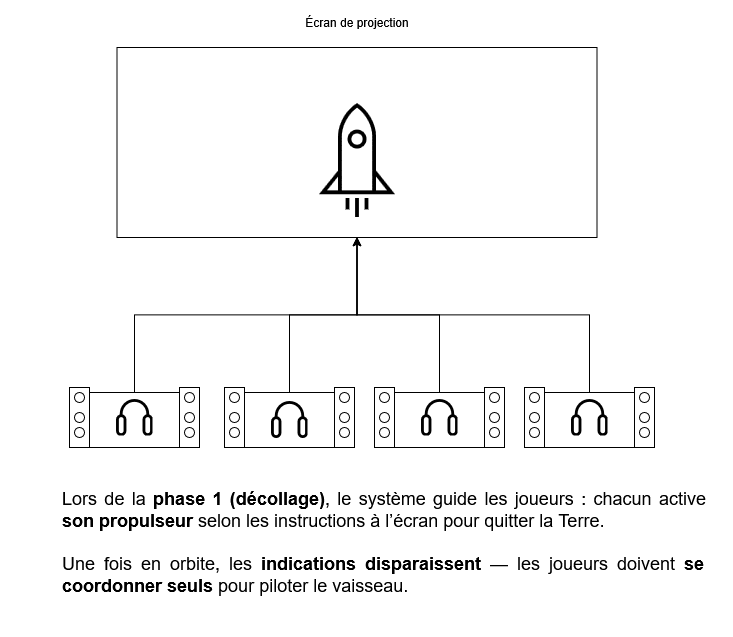 Écran de projection
Lors de la phase 1 (décollage), le système guide les joueurs : chacun active
son propulseur selon les instructions à l’écran pour quitter la Terre.
Une fois en orbite, les indications disparaissent — les joueurs doivent se
coordonner seuls pour piloter le vaisseau.